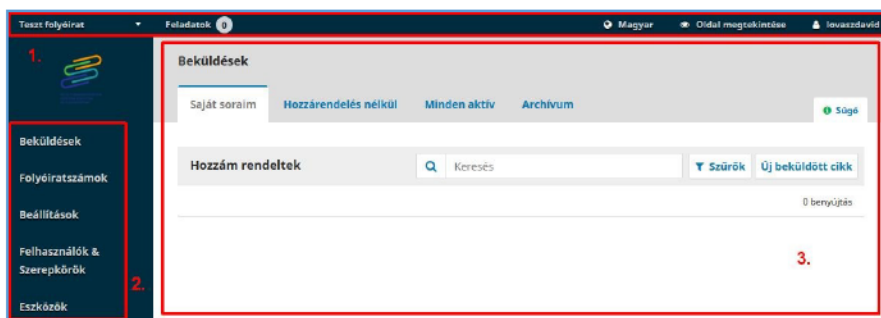 Teszt folyóirat
Feladatok 0
Magyar
Oldal megtekintése
lovaszdavid
1.
Beküldések
Folyóiratszámok
Beállítások
Felhasználók &
Szerepkörök
Eszközök
2.
Beküldések
Saját soraim
Hozzárendelés nélkül
Minden aktív
Archívum
Súgó
Hozzám rendeltek
Keresés
Szűrők
Új beküldött cikk
0 benyújtás
3.